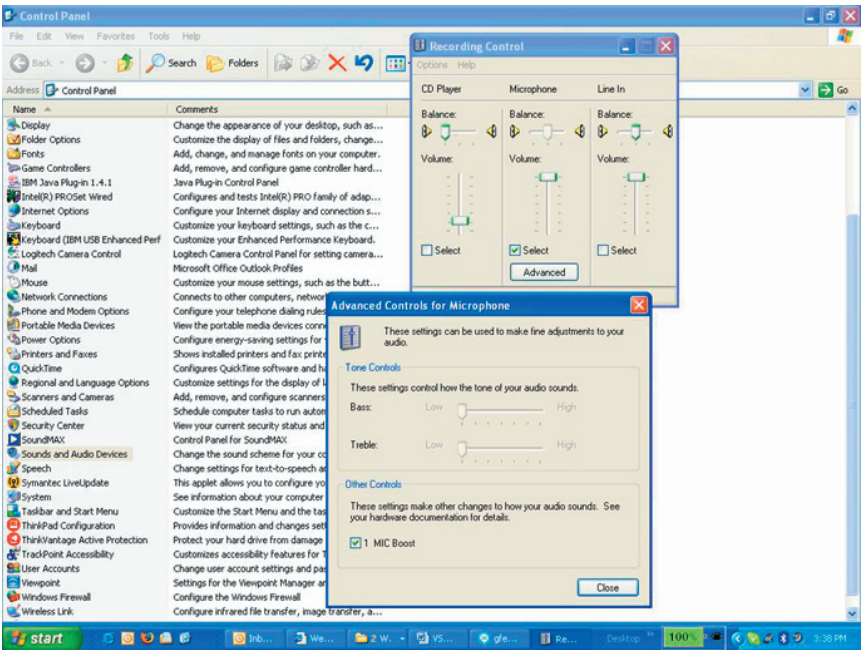 Control Panel
File Edit View Favorites Tools Help
Back Search Folders
Address Control Panel Go
Name Comments
Display Change the appearance of your desktop, such as...
Folder Options Customize the display of files and folders, change...
Fonts Add, change, and manage fonts on your computer.
Game Controllers Add, remove, and configure game controller hard...
IBM Java Plug-in 1.4.1 Java Plug-in Control Panel
Intel(R) PROSet Wired Configures and tests Intel(R) PRO family of adap...
Internet Options Configure your Internet display and connection s...
Keyboard Customize your keyboard settings, such as the c...
Keyboard (IBM USB Enhanced Perf Customize your Enhanced Performance Keyboard.
Logitech Camera Control Logitech Camera Control Panel for setting camera...
Mail Microsoft Office Outlook Profiles
Mouse Customize your mouse settings, such as the butt...
Network Connections Connects to other computers, networ
Phone and Modem Options Configure your telephone dialing rules
Portable Media Devices View the portable media devices conn
Power Options Configure energy-saving settings for
Printers and Faxes Shows installed printers and fax printe
QuickTime Configures QuickTime software and ha
Regional and Language Options Customize settings for the display of l
Scanners and Cameras Add, remove, and configure scanners
Scheduled Tasks Schedule computer tasks to run autom
Security Center View your current security status and
SoundMAX Control Panel for SoundMAX
Sounds and Audio Devices Change the sound scheme for your co
Speech Change settings for text-to-speech an
Symantec LiveUpdate This applet allows you to configure yo
System See information about your computer
Taskbar and Start Menu Customize the Start Menu and the tas
ThinkPad Configuration Provides information and changes sett
ThinkVantage Active Protection Protect your hard drive from damage
TrackPoint Accessibility Customizes accessibility features for T
User Accounts Change user account settings and pas
Viewpoint Settings for the Viewpoint Manager an
Windows Firewall Configure the Windows Firewall
Wireless Link Configure infrared file transfer, image transfer, a...
Recording Control
Options Help
CD Player Microphone Line In
Balance: Balance: Balance:
Volume: Volume: Volume:
Select Select Select
Advanced
Advanced Controls for Microphone
These settings can be used to make fine adjustments to your
audio.
Tone Controls
These settings control how the tone of your audio sounds.
Bass: Low High
Treble: Low High
Other Controls
These settings make other changes to how your audio sounds. See
your hardware documentation for details.
1 MIC Boost
Close
start Inb... We... 2 W. VS... gfe... Re... Desktop 100% 3:38 PM